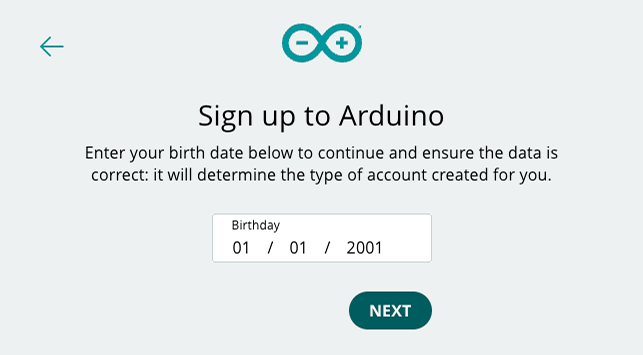 Sign up to Arduino
Enter your birth date below to continue and ensure the data is
correct: it will determine the type of account created for you.
Birthday
01 / 01 / 2001
NEXT